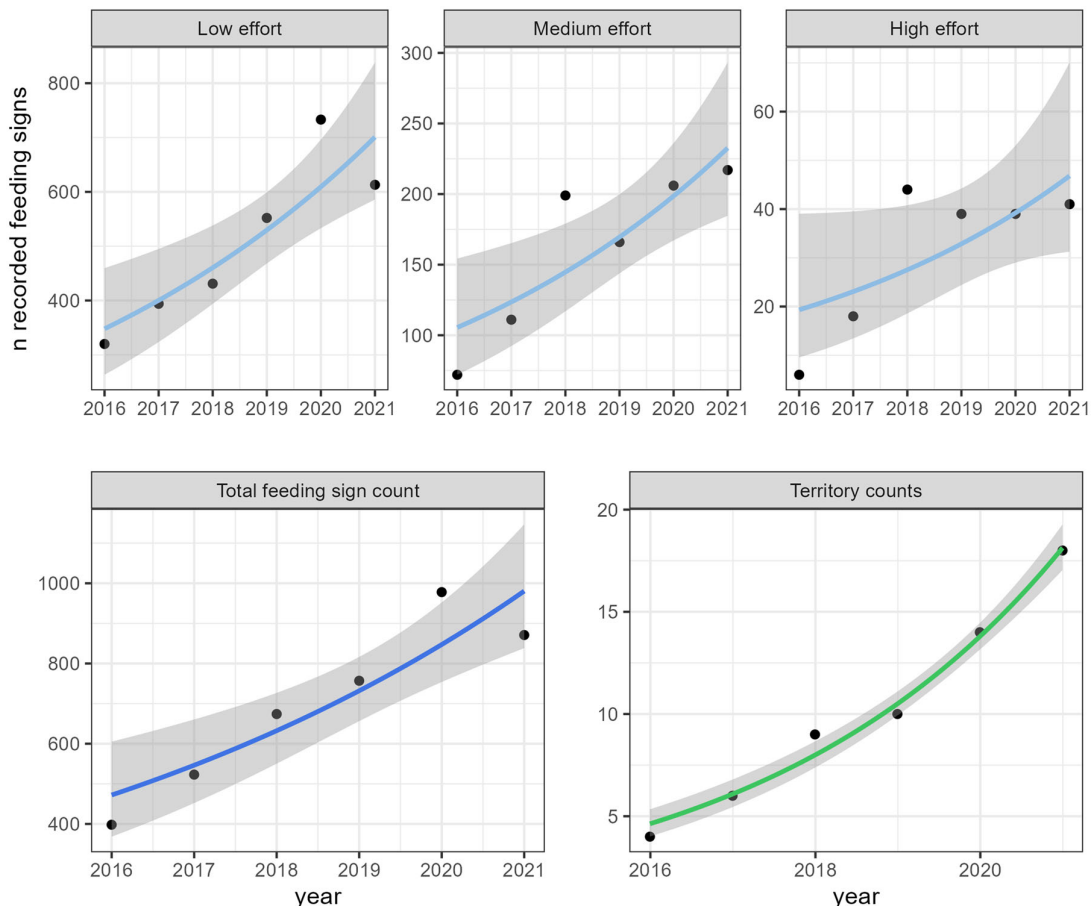 Low effort
Medium effort
High effort
n recorded feeding signs
800
600
400
300
250
200
150
100
60
40
20
2016 2017 2018 2019 2020 2021
2016 2017 2018 2019 2020 2021
2016 2017 2018 2019 2020 2021
Total feeding sign count
Territory counts
1000
800
600
400
20
15
10
5
2016 2017 2018 2019 2020 2021
2016 2018 2020
year
year